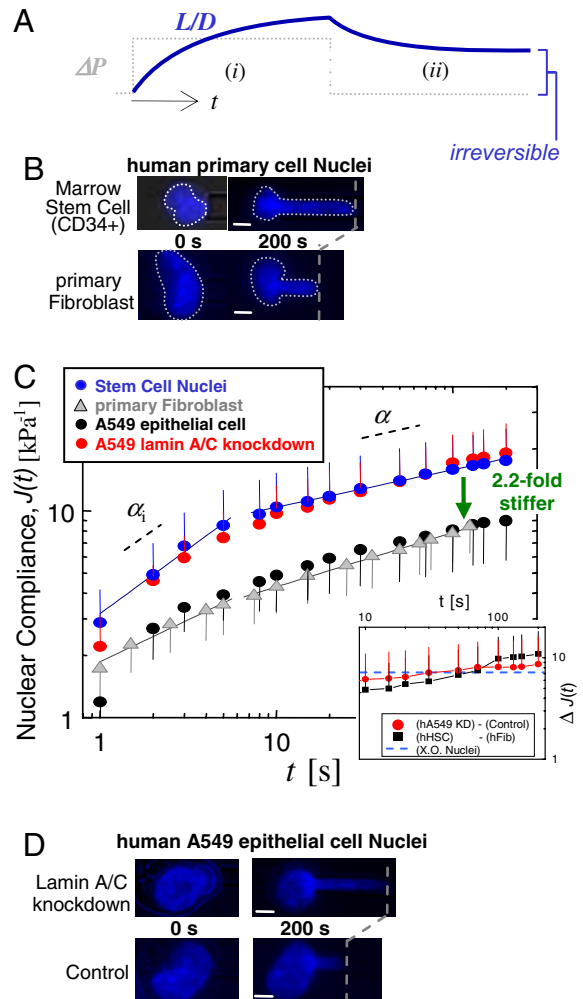 A
L/D
ΔP
(i)
(ii)
t
irreversible
B
human primary cell Nuclei
Marrow
Stem Cell
(CD34+)
0 s
200 s
primary
Fibroblast
C
Stem Cell Nuclei
primary Fibroblast
A549 epithelial cell
A549 lamin A/C knockdown
α
αi
2.2-fold
stiffer
Nuclear Compliance, J(t) [kPa-1]
10
1
1
10
t [s]
t [s]
10
100
10
1
Δ J(t)
(hA549 KD) - (Control)
(hHSC) - (hFib)
(X.O. Nuclei)
D
human A549 epithelial cell Nuclei
Lamin A/C
knockdown
0 s
200 s
Control